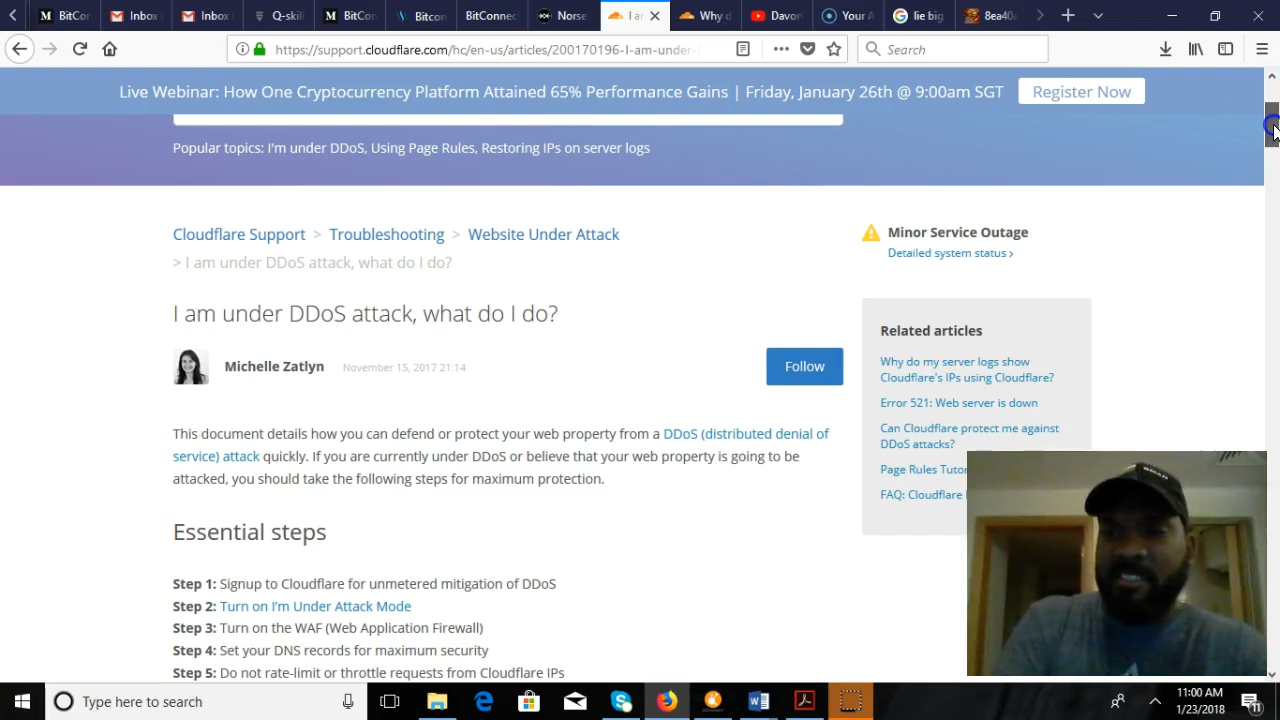 BitCon
Inbox (
Inbox (
Q-skill
BitCon
Bitcon
BitConnect
Norse
I am
Why d
Davor
Your A
lie big
8ea40a
https://support.cloudflare.com/hc/en-us/articles/200170196-I-am-under-
Search
Live Webinar: How One Cryptocurrency Platform Attained 65% Performance Gains | Friday, January 26th @ 9:00am SGT
Register Now
Popular topics: I'm under DDoS, Using Page Rules, Restoring IPs on server logs
Cloudflare Support > Troubleshooting > Website Under Attack
> I am under DDoS attack, what do I do?
Minor Service Outage
Detailed system status ›
I am under DDoS attack, what do I do?
Michelle Zatlyn November 15, 2017 21:14
Follow
Related articles
Why do my server logs show
Cloudflare's IPs using Cloudflare?
Error 521: Web server is down
Can Cloudflare protect me against
DDoS attacks?
Page Rules Tutor
FAQ: Cloudflare
This document details how you can defend or protect your web property from a DDoS (distributed denial of
service) attack quickly. If you are currently under DDoS or believe that your web property is going to be
attacked, you should take the following steps for maximum protection.
Essential steps
Step 1: Signup to Cloudflare for unmetered mitigation of DDoS
Step 2: Turn on I'm Under Attack Mode
Step 3: Turn on the WAF (Web Application Firewall)
Step 4: Set your DNS records for maximum security
Step 5: Do not rate-limit or throttle requests from Cloudflare IPs
Type here to search
11:00 AM
1/23/2018